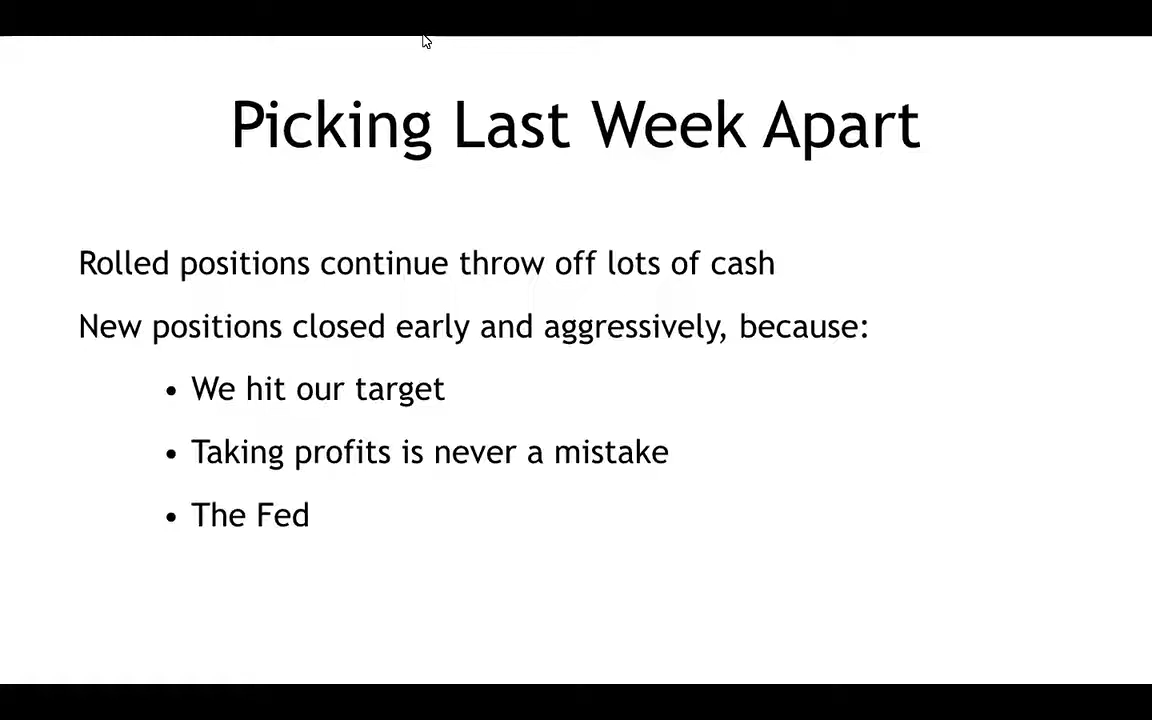 Picking Last Week Apart
Rolled positions continue throw off lots of cash
New positions closed early and aggressively, because:
• We hit our target
• Taking profits is never a mistake
• The Fed